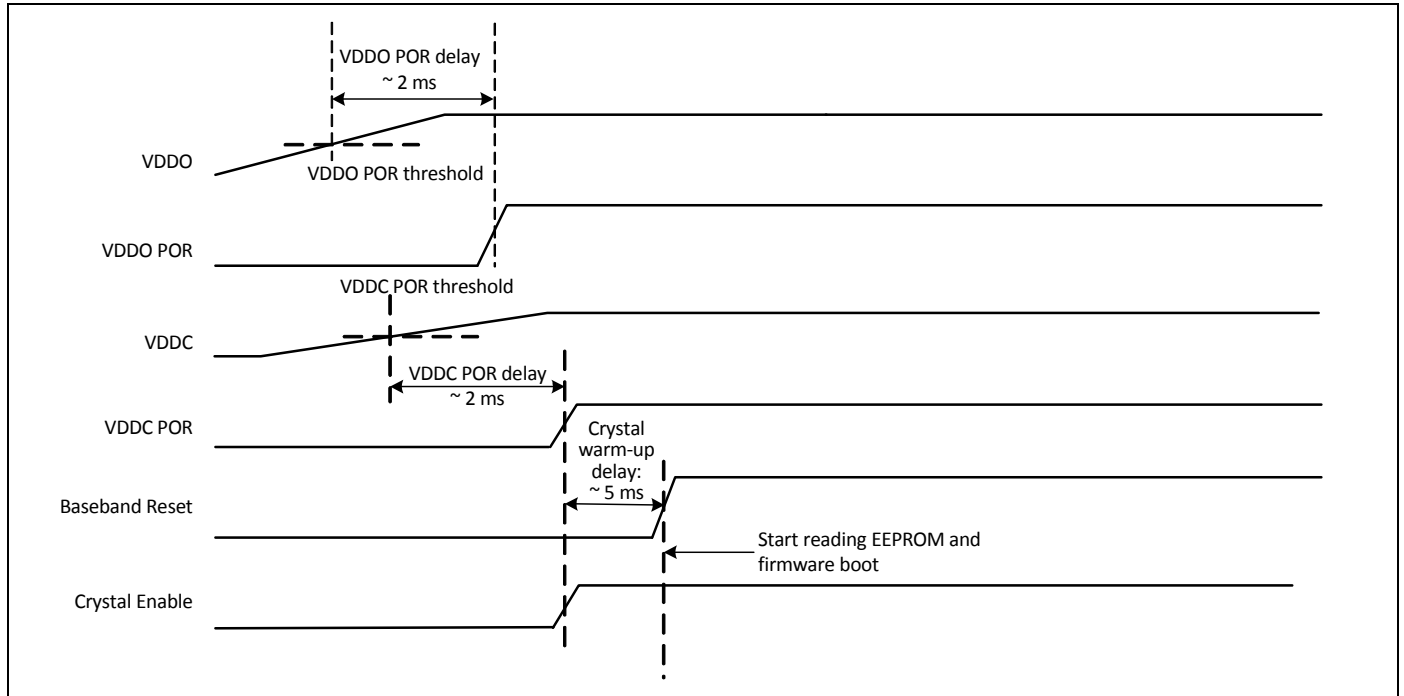 VDDO POR delay
~ 2 ms
VDDO
VDDO POR threshold
VDDO POR
VDDC POR threshold
VDDC
VDDC POR delay
~ 2 ms
VDDC POR
Crystal
warm-up
delay:
~ 5 ms
Baseband Reset
Start reading EEPROM and
firmware boot
Crystal Enable